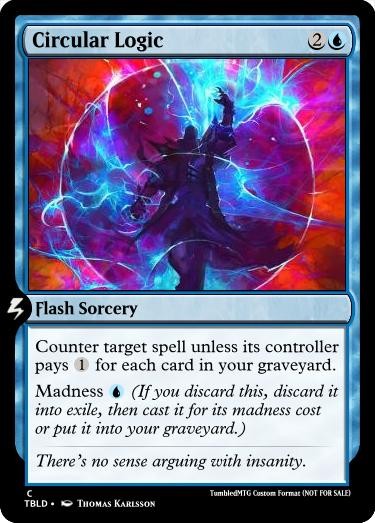 Circular Logic 2
Flash Sorcery
Counter target spell unless its controller
pays 1 for each card in your graveyard.
Madness (If you discard this, discard it
into exile, then cast it for its madness cost
or put it into your graveyard.)
There's no sense arguing with insanity.
C
TBLD • Thomas Karlsson
TumbledMTG Custom Format (NOT FOR SALE)